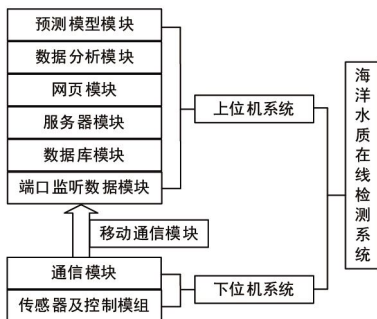 预测模型模块
数据分析模块
网页模块
服务器模块
数据库模块
端口监听数据模块
上位机系统
移动通信模块
通信模块
传感器及控制模组
下位机系统
海洋水质在线检测系统